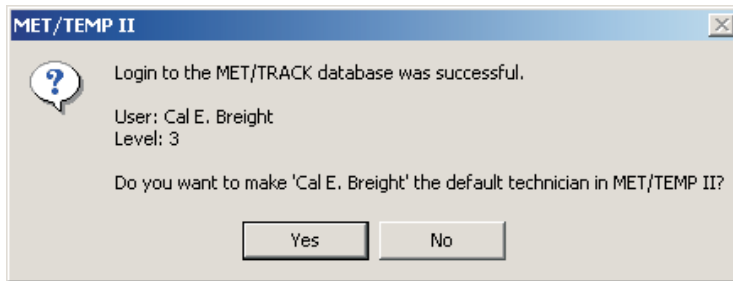 MET/TEMP II
Login to the MET/TRACK database was successful.
User: Cal E. Breight
Level: 3
Do you want to make 'Cal E. Breight' the default technician in MET/TEMP II?
Yes
No